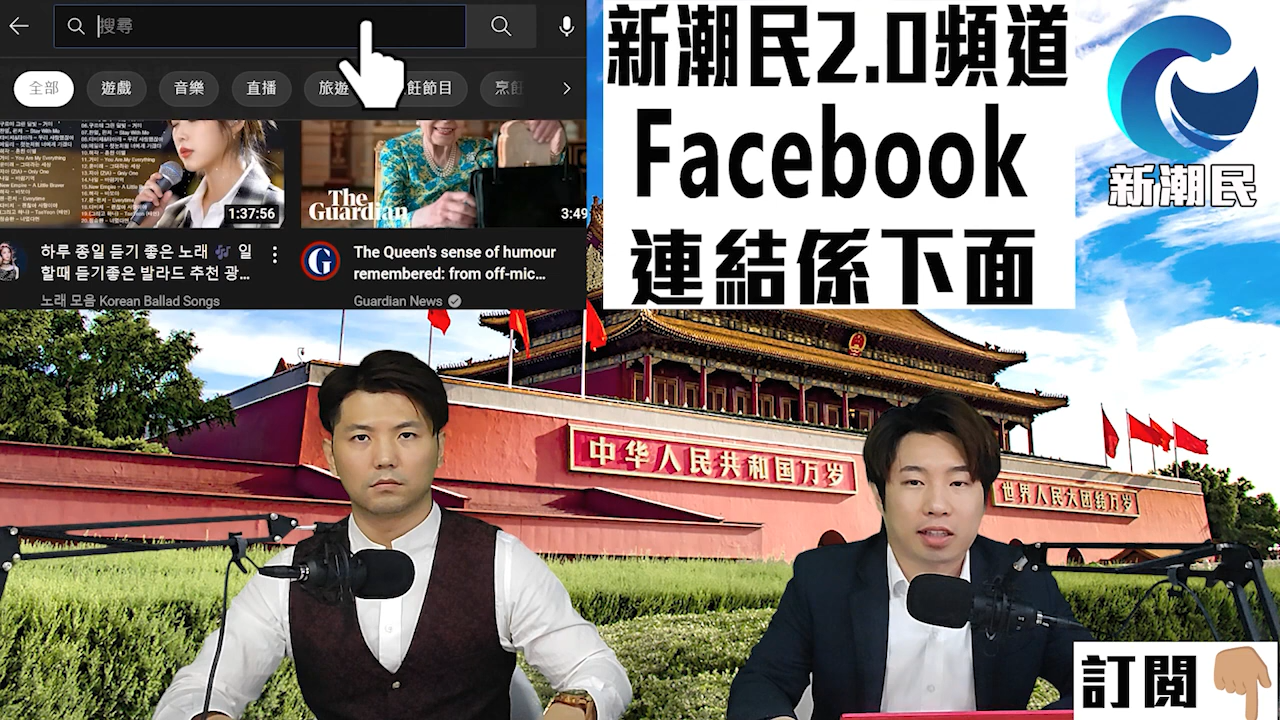 搜尋
全部
遊戲
音樂
直播
旅遊
飪節目
烹飪
1:37:56
하루 종일 듣기 좋은 노래 🎶 일
할때 듣기좋은 발라드 추천 광...
노래 모음 Korean Ballad Songs
The
Guardian
3:49
G
The Queen's sense of humour
remembered: from off-mic...
Guardian News
新潮民2.0頻道
Facebook
連結係下面
新潮民
中华人民共和国万岁
世界人民大团结万岁
訂閱